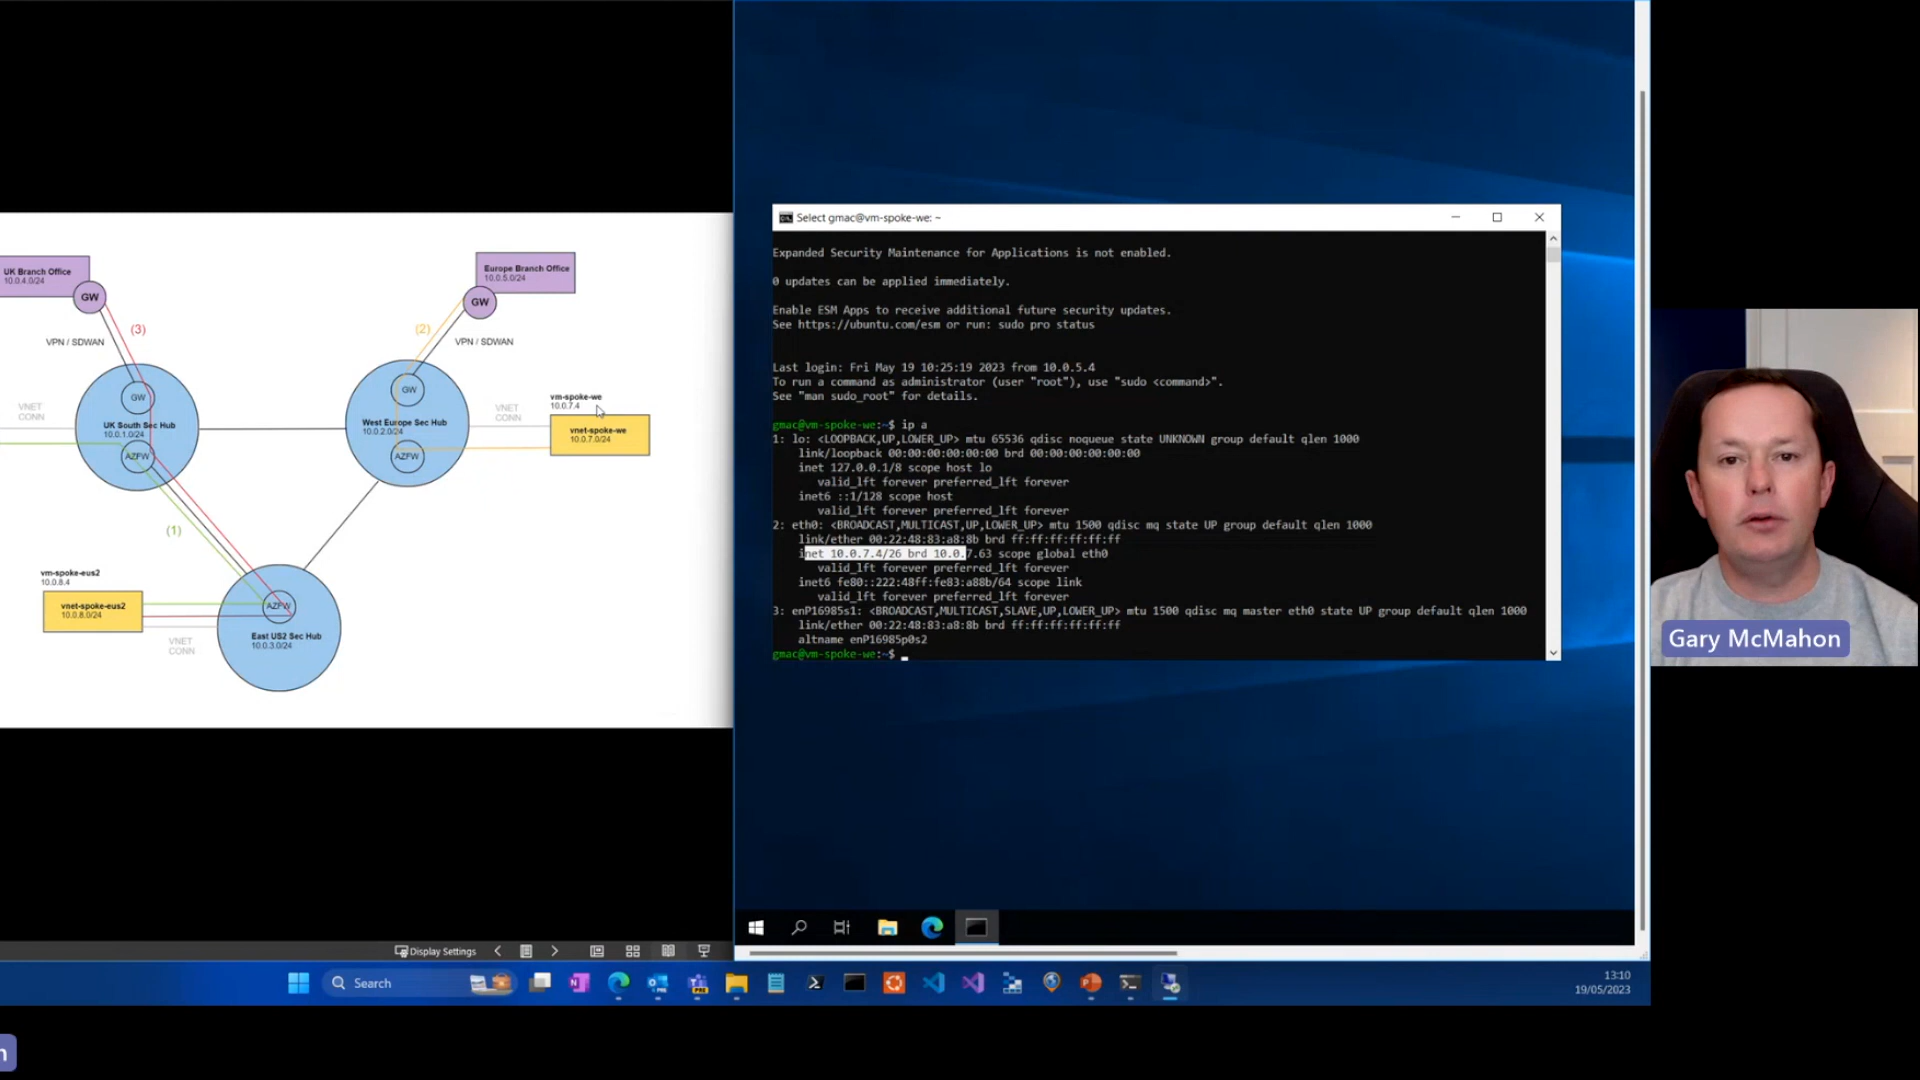 UK Branch Office
10.0.4.0/24
GW
(3)
VPN / SDWAN
GW
VNET
CONN
UK South Sec Hub
10.0.1.0/24
AZFW
(1)
Europe Branch Office
10.0.5.0/24
GW
(2)
VPN / SDWAN
GW
West Europe Sec Hub
10.0.2.0/24
AZFW
VNET
CONN
vm-spoke-we
10.0.7.4
vnet-spoke-we
10.0.7.0/24
vm-spoke-eus2
10.0.8.4
vnet-spoke-eus2
10.0.8.0/24
VNET
CONN
AZFW
East US2 Sec Hub
10.0.3.0/24
Display Settings
Select gmac@vm-spoke-we: ~
Expanded Security Maintenance for Applications is not enabled.
0 updates can be applied immediately.
Enable ESM Apps to receive additional future security updates.
See https://ubuntu.com/esm or run: sudo pro status
Last login: Fri May 19 10:25:19 2023 from 10.0.5.4
To run a command as administrator (user "root"), use "sudo <command>".
See "man sudo_root" for details.
gmac@vm-spoke-we:~$ ip a
1: lo: <LOOPBACK,UP,LOWER_UP> mtu 65536 qdisc noqueue state UNKNOWN group default qlen 1000
link/loopback 00:00:00:00:00:00 brd 00:00:00:00:00:00
inet 127.0.0.1/8 scope host lo
valid_lft forever preferred_lft forever
inet6 ::1/128 scope host
valid_lft forever preferred_lft forever
2: eth0: <BROADCAST,MULTICAST,UP,LOWER_UP> mtu 1500 qdisc mq state UP group default qlen 1000
link/ether 00:22:48:83:a8:8b brd ff:ff:ff:ff:ff:ff
inet 10.0.7.4/26 brd 10.0.7.63 scope global eth0
valid_lft forever preferred_lft forever
inet6 fe80::222:48ff:fe83:a88b/64 scope link
valid_lft forever preferred_lft forever
3: enP16985s1: <BROADCAST,MULTICAST,SLAVE,UP,LOWER_UP> mtu 1500 qdisc mq master eth0 state UP group default qlen 1000
link/ether 00:22:48:83:a8:8b brd ff:ff:ff:ff:ff:ff
altname enP16985p0s2
gmac@vm-spoke-we:~$
Gary McMahon
Search
PRE
PRE
13:10
19/05/2023
n